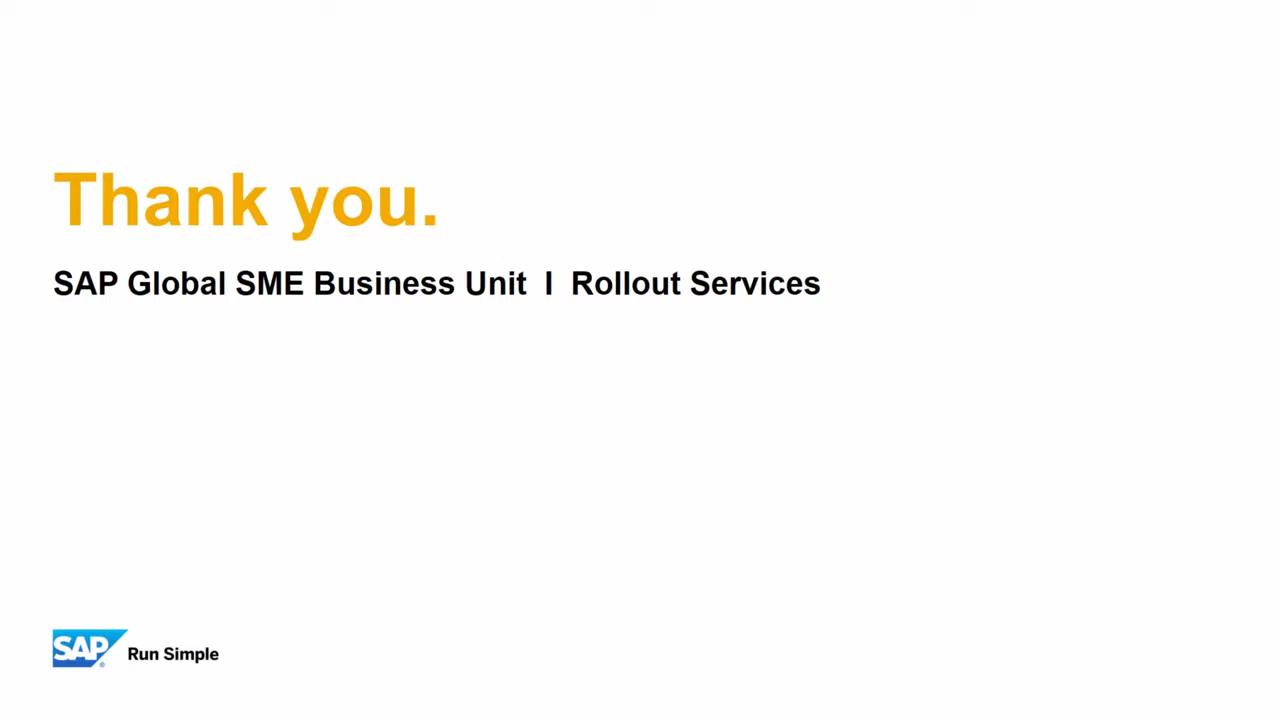 Thank you.
SAP Global SME Business Unit I Rollout Services
SAP® Run Simple